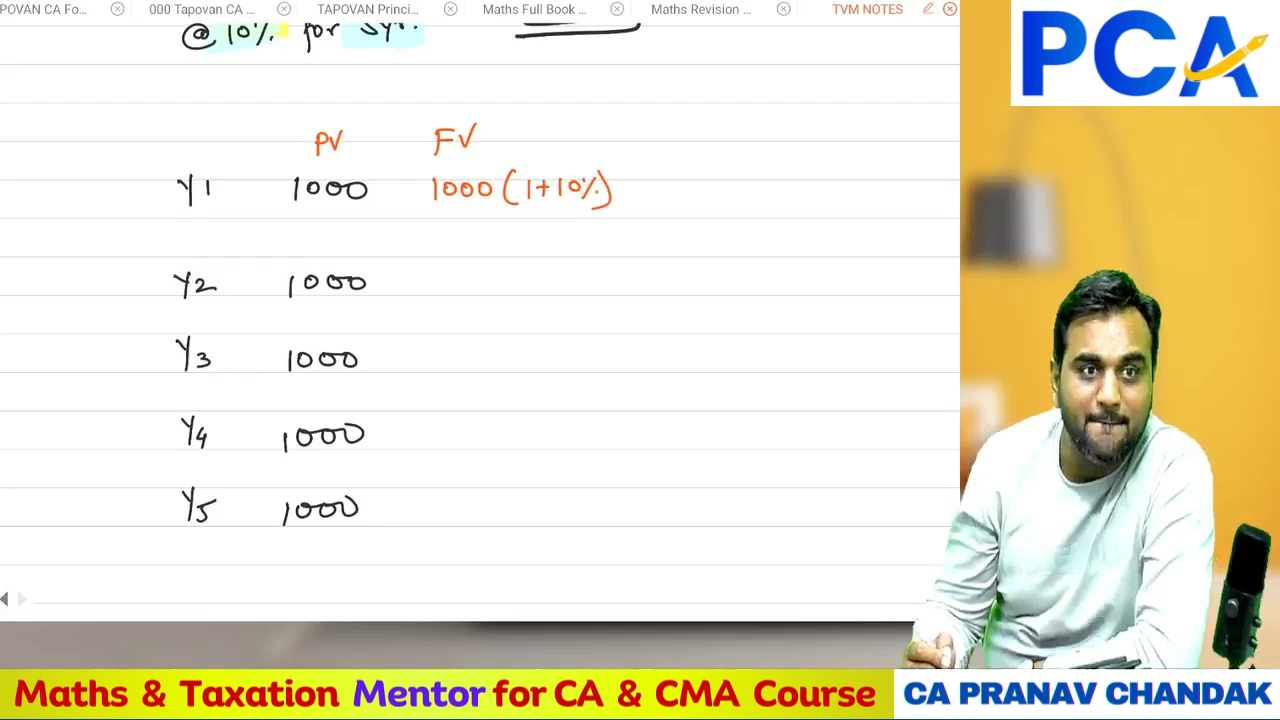 POVAN CA Fo...
000 Tapovan CA ...
TAPOVAN Princi...
Maths Full Book ...
Maths Revision ...
TVM NOTES
PCA
@ 10% for 5yr.
PV FV
Y1 1000 1000 (1+10%)
Y2 1000
Y3 1000
Y4 1000
Y5 1000
Maths & Taxation Mentor for CA & CMA Course
CA PRANAV CHANDAK